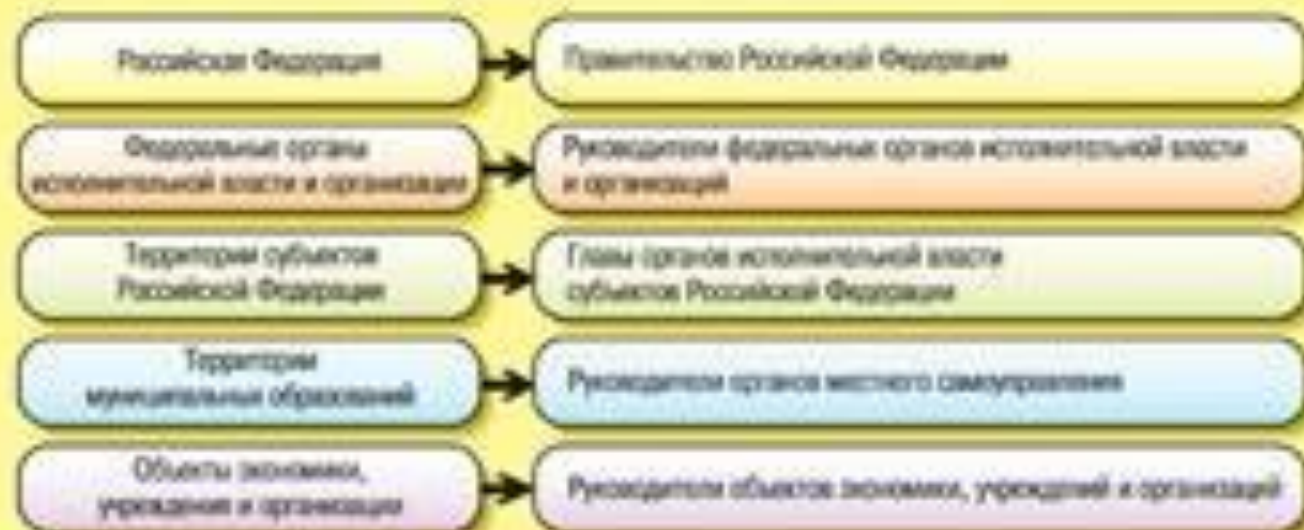 Российская Федерация
Правительство Российской Федерации
Федеральные органы
исполнительной власти и организации
Руководители федеральных органов исполнительной власти
и организаций
Территории субъектов
Российской Федерации
Главы органов исполнительной власти
субъектов Российской Федерации
Территории
муниципальных образований
Руководители органов местного самоуправления
Объекты экономики,
учреждения и организации
Руководители объектов экономики, учреждений и организаций